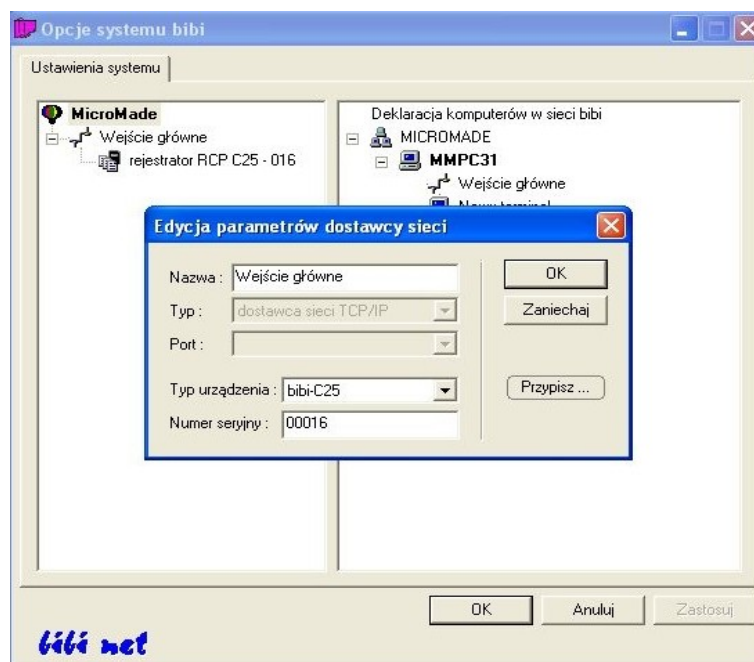 Opcje systemu bibi
Ustawienia systemu
MicroMade
Wejście główne
rejestrator RCP C25 - 016
Deklaracja komputerów w sieci bibi
MICROMADE
MMPC31
Wejście główne
Nowy terminal
Edycja parametrów dostawcy sieci
Nazwa : Wejście główne
OK
Typ : dostawca sieci TCP/IP
Zaniechaj
Port :
Typ urządzenia : bibi-C25
Przypisz ...
Numer seryjny : 00016
OK Anuluj Zastosuj
bibi net